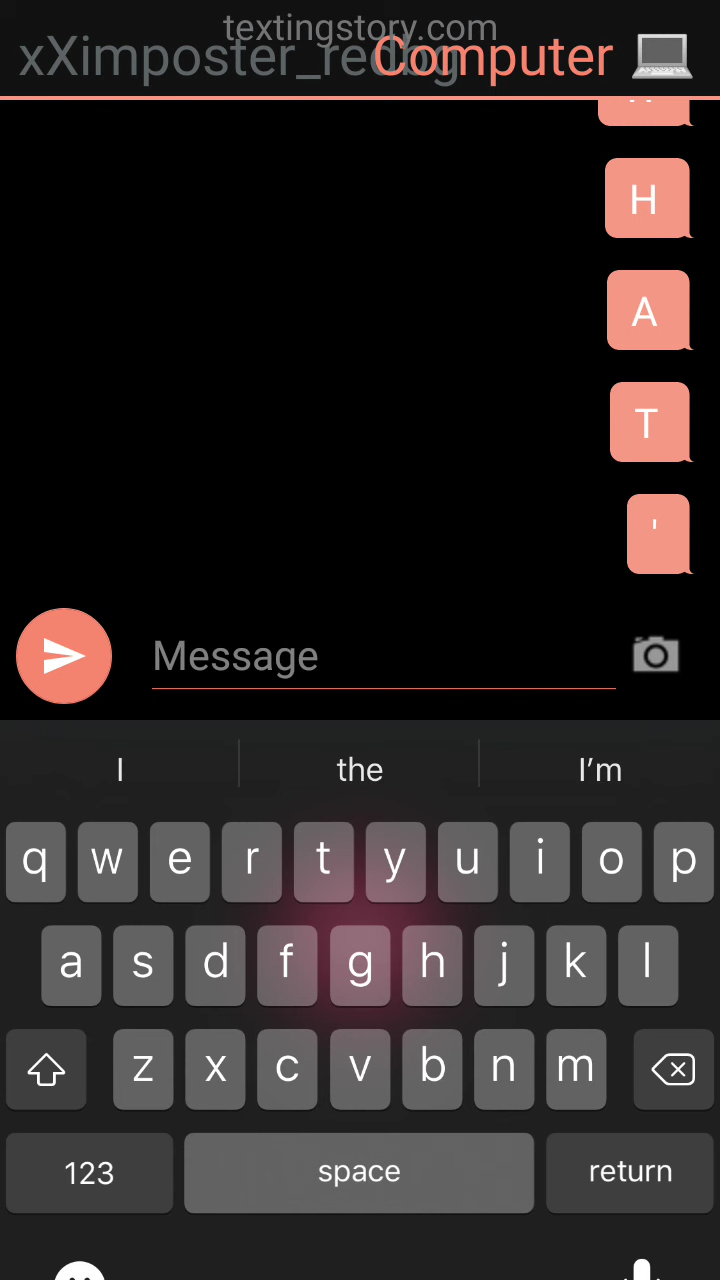 textingstory.com
Computer
H
A
T
'
Message
I
the
I’m
q w e r t y u i o p
a s d f g h j k l
z x c v b n m
123
space
return